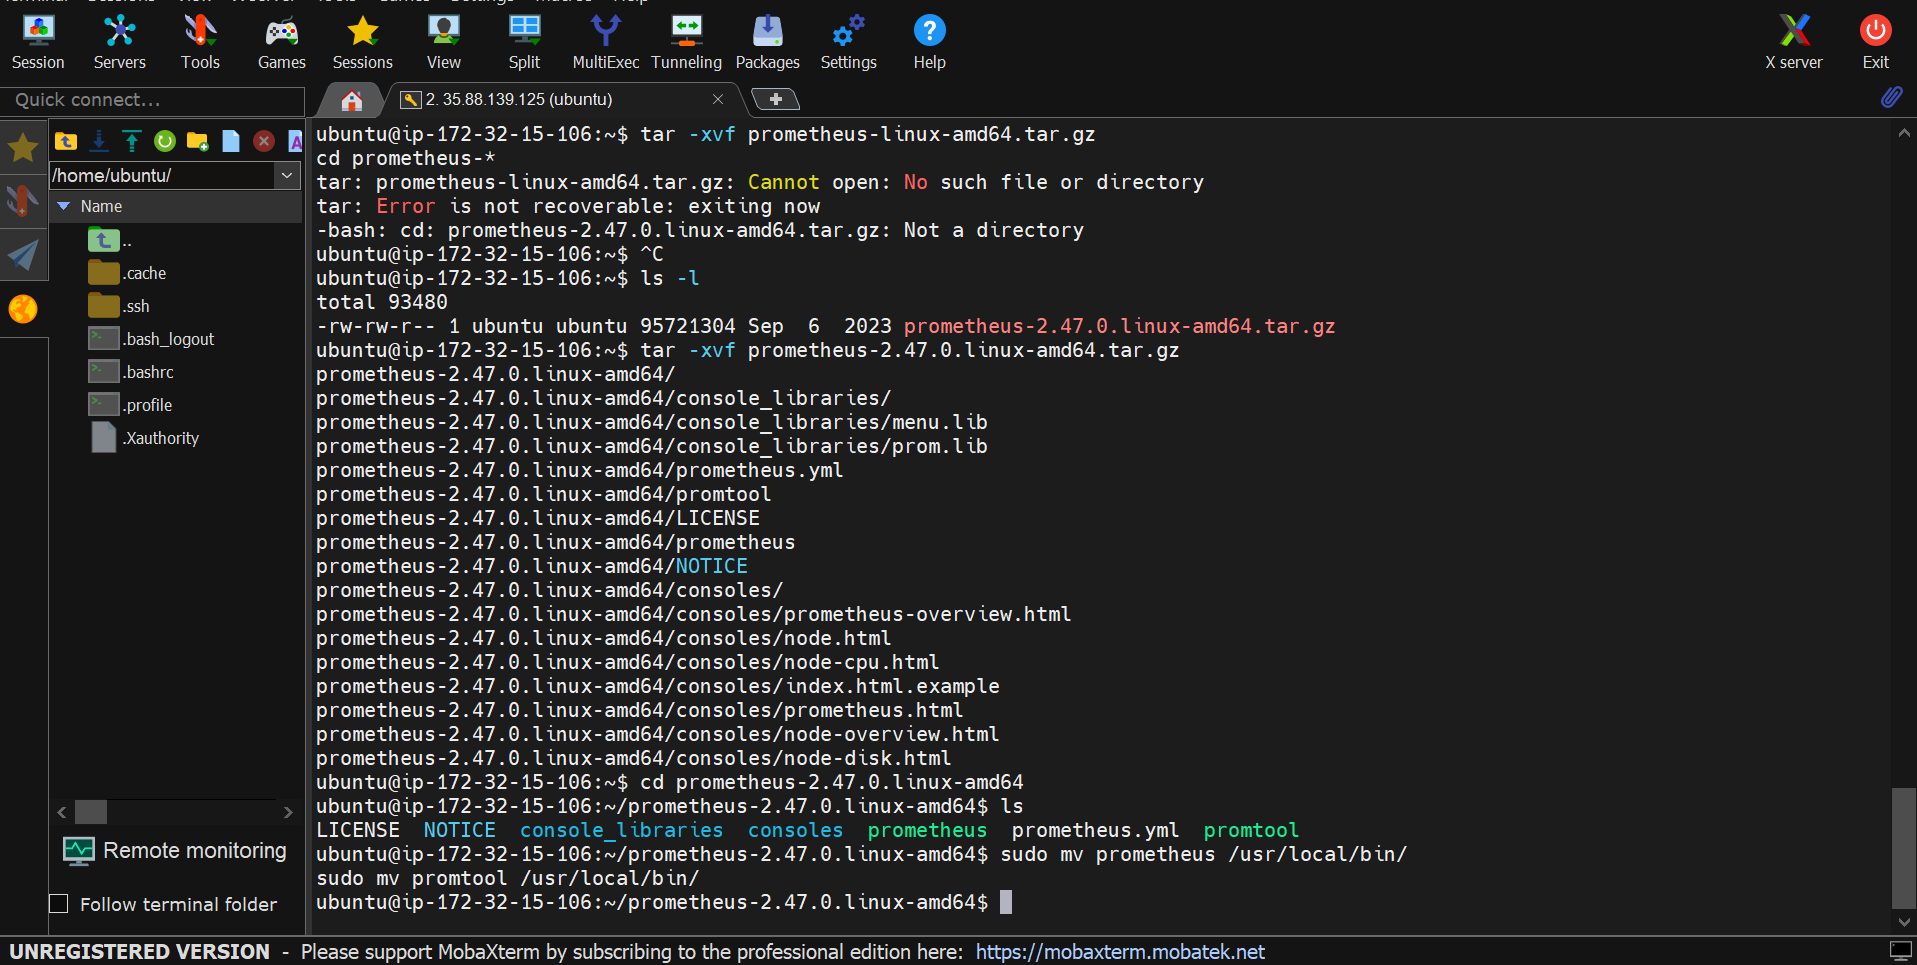 Session
Servers
Tools
Games
Sessions
View
Split
MultiExec
Tunneling
Packages
Settings
Help
X server
Exit
Quick connect...
2. 35.88.139.125 (ubuntu)
/home/ubuntu/
Name
..
.cache
.ssh
.bash_logout
.bashrc
.profile
.Xauthority
Remote monitoring
Follow terminal folder
ubuntu@ip-172-32-15-106:~$ tar -xvf prometheus-linux-amd64.tar.gz
cd prometheus-*
tar: prometheus-linux-amd64.tar.gz: Cannot open: No such file or directory
tar: Error is not recoverable: exiting now
-bash: cd: prometheus-2.47.0.linux-amd64.tar.gz: Not a directory
ubuntu@ip-172-32-15-106:~$ ^C
ubuntu@ip-172-32-15-106:~$ ls -l
total 93480
-rw-rw-r-- 1 ubuntu ubuntu 95721304 Sep  6  2023 prometheus-2.47.0.linux-amd64.tar.gz
ubuntu@ip-172-32-15-106:~$ tar -xvf prometheus-2.47.0.linux-amd64.tar.gz
prometheus-2.47.0.linux-amd64/
prometheus-2.47.0.linux-amd64/console_libraries/
prometheus-2.47.0.linux-amd64/console_libraries/menu.lib
prometheus-2.47.0.linux-amd64/console_libraries/prom.lib
prometheus-2.47.0.linux-amd64/prometheus.yml
prometheus-2.47.0.linux-amd64/promtool
prometheus-2.47.0.linux-amd64/LICENSE
prometheus-2.47.0.linux-amd64/prometheus
prometheus-2.47.0.linux-amd64/NOTICE
prometheus-2.47.0.linux-amd64/consoles/
prometheus-2.47.0.linux-amd64/consoles/prometheus-overview.html
prometheus-2.47.0.linux-amd64/consoles/node.html
prometheus-2.47.0.linux-amd64/consoles/node-cpu.html
prometheus-2.47.0.linux-amd64/consoles/index.html.example
prometheus-2.47.0.linux-amd64/consoles/prometheus.html
prometheus-2.47.0.linux-amd64/consoles/node-overview.html
prometheus-2.47.0.linux-amd64/consoles/node-disk.html
ubuntu@ip-172-32-15-106:~$ cd prometheus-2.47.0.linux-amd64
ubuntu@ip-172-32-15-106:~/prometheus-2.47.0.linux-amd64$ ls
LICENSE  NOTICE  console_libraries  consoles  prometheus  prometheus.yml  promtool
ubuntu@ip-172-32-15-106:~/prometheus-2.47.0.linux-amd64$ sudo mv prometheus /usr/local/bin/
sudo mv promtool /usr/local/bin/
ubuntu@ip-172-32-15-106:~/prometheus-2.47.0.linux-amd64$
UNREGISTERED VERSION - Please support MobaXterm by subscribing to the professional edition here: https://mobaxterm.mobatek.net